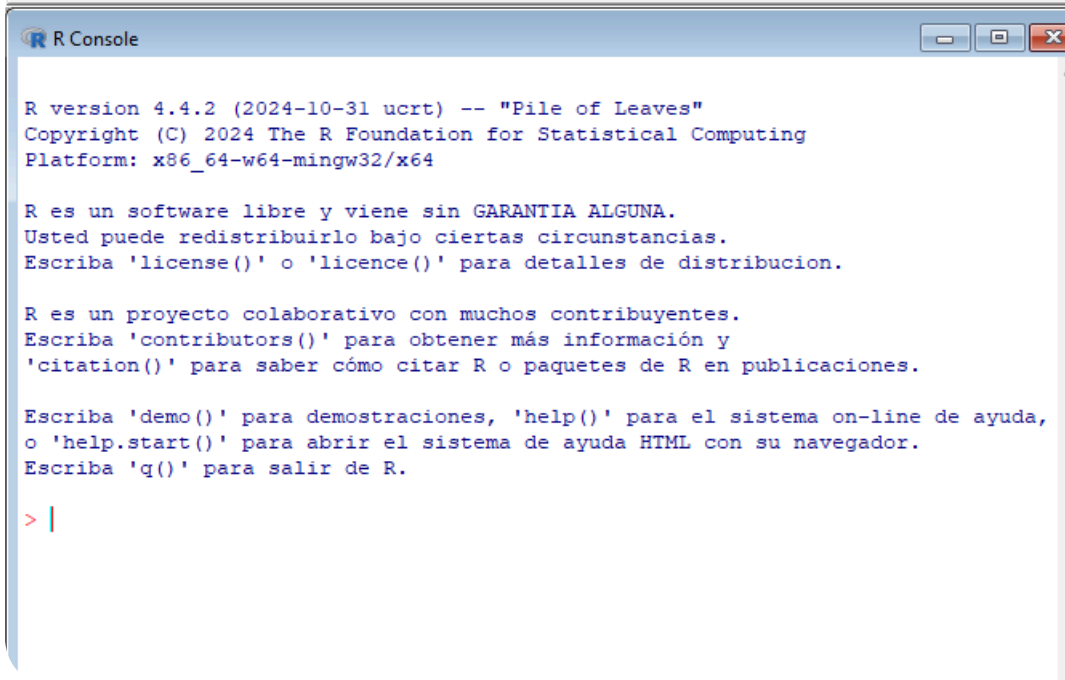 R Console
R version 4.4.2 (2024-10-31 ucrt) -- "Pile of Leaves"
Copyright (C) 2024 The R Foundation for Statistical Computing
Platform: x86_64-w64-mingw32/x64
R es un software libre y viene sin GARANTIA ALGUNA.
Usted puede redistribuirlo bajo ciertas circunstancias.
Escriba 'license()' o 'licence()' para detalles de distribucion.
R es un proyecto colaborativo con muchos contribuyentes.
Escriba 'contributors()' para obtener más información y
'citation()' para saber cómo citar R o paquetes de R en publicaciones.
Escriba 'demo()' para demostraciones, 'help()' para el sistema on-line de ayuda,
o 'help.start()' para abrir el sistema de ayuda HTML con su navegador.
Escriba 'q()' para salir de R.
>